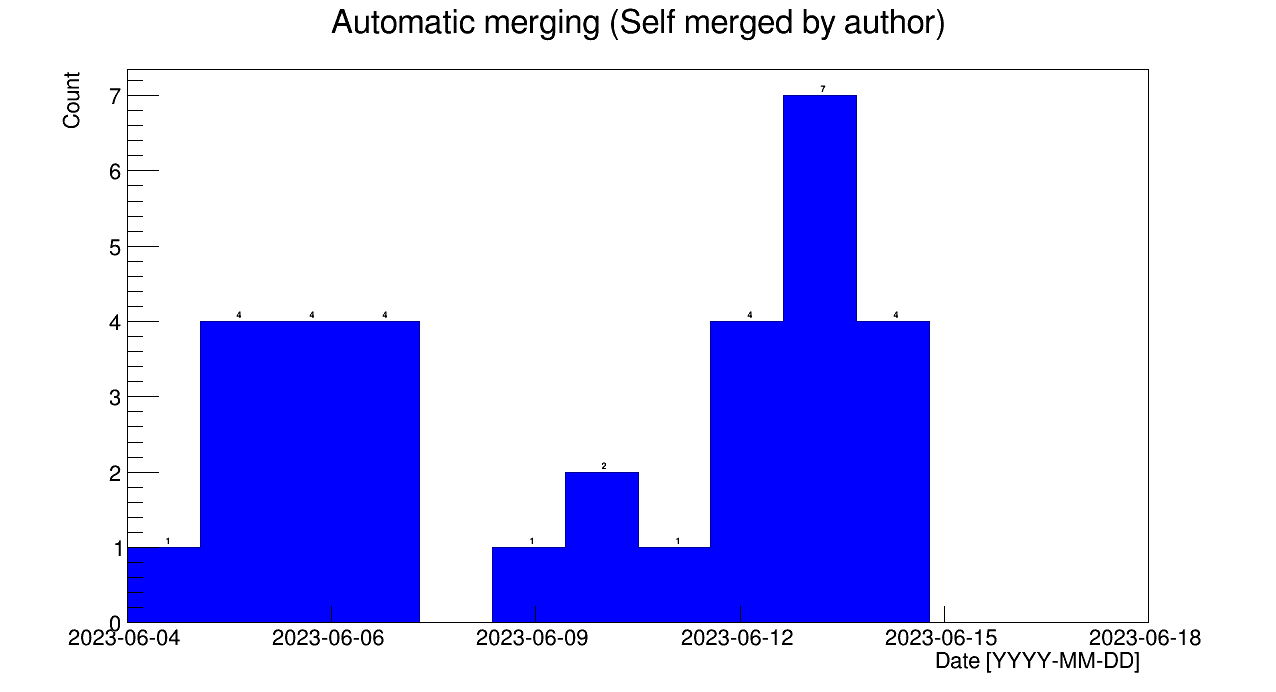 Automatic merging (Self merged by author)
Count
7
7
6
5
4
4 4 4 4 4
3
2
2
1
1 1 1
0
2023-06-04 2023-06-06 2023-06-09 2023-06-12 2023-06-15 2023-06-18
Date [YYYY-MM-DD]